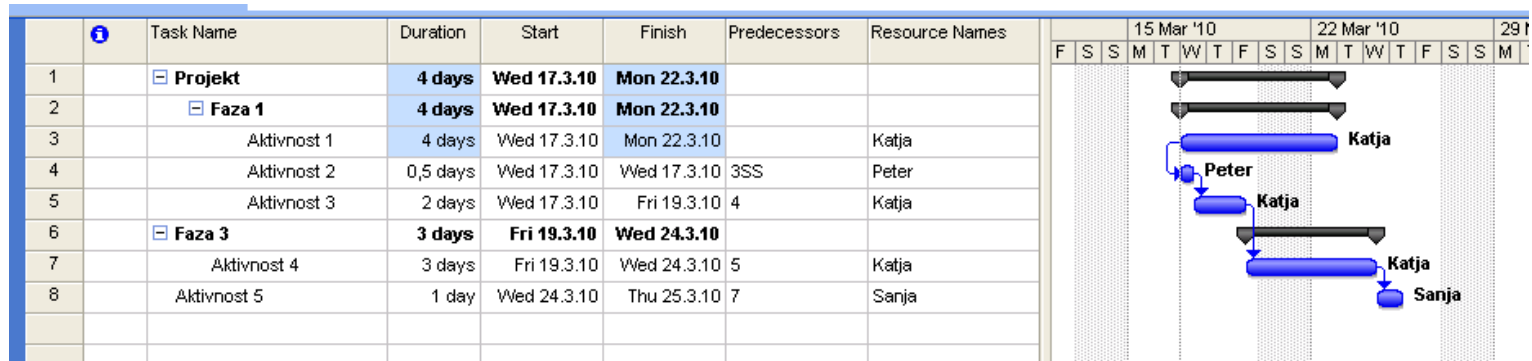 Task Name Duration Start Finish Predecessors Resource Names 15 Mar '10 22 Mar '10 29
F S S M T W T F S S M T W T F S S M
1 Projekt 4 days Wed 17.3.10 Mon 22.3.10
2 Faza 1 4 days Wed 17.3.10 Mon 22.3.10
3 Aktivnost 1 4 days Wed 17.3.10 Mon 22.3.10 Katja Katja
4 Aktivnost 2 0,5 days Wed 17.3.10 Wed 17.3.10 3SS Peter Peter
5 Aktivnost 3 2 days Wed 17.3.10 Fri 19.3.10 4 Katja Katja
6 Faza 3 3 days Fri 19.3.10 Wed 24.3.10
7 Aktivnost 4 3 days Fri 19.3.10 Wed 24.3.10 5 Katja Katja
8 Aktivnost 5 1 day Wed 24.3.10 Thu 25.3.10 7 Sanja Sanja